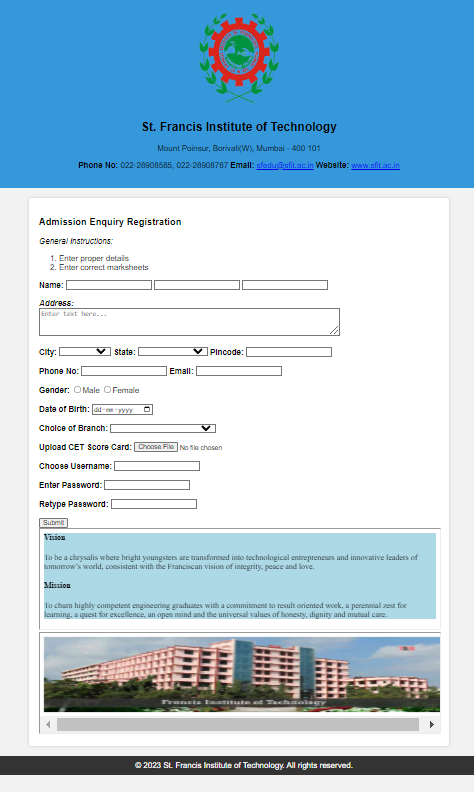 St. Francis Institute of Technology
Mount Poinsur, Borivali(W), Mumbai - 400 101
Phone No: 022-28908585, 022-28908787 Email: sfedu@sfit.ac.in Website: www.sfit.ac.in
Admission Enquiry Registration
General Instructions:
1. Enter proper details
2. Enter correct marksheets
Name:
Address:
Enter text here...
City: State: Pincode:
Phone No: Email:
Gender: Male Female
Date of Birth: dd-mm-yyyy
Choice of Branch:
Upload CET Score Card: Choose File No file chosen
Choose Username:
Enter Password:
Retype Password:
Submit
Vision
To be a chrysalis where bright youngsters are transformed into technological entrepreneurs and innovative leaders of
tomorrow's world, consistent with the Franciscan vision of integrity, peace and love.
Mission
To churn highly competent engineering graduates with a commitment to result oriented work, a perennial zest for
learning, a quest for excellence, an open mind and the universal values of honesty, dignity and mutual care.
Francis Institute of Technology
© 2023 St. Francis Institute of Technology. All rights reserved.